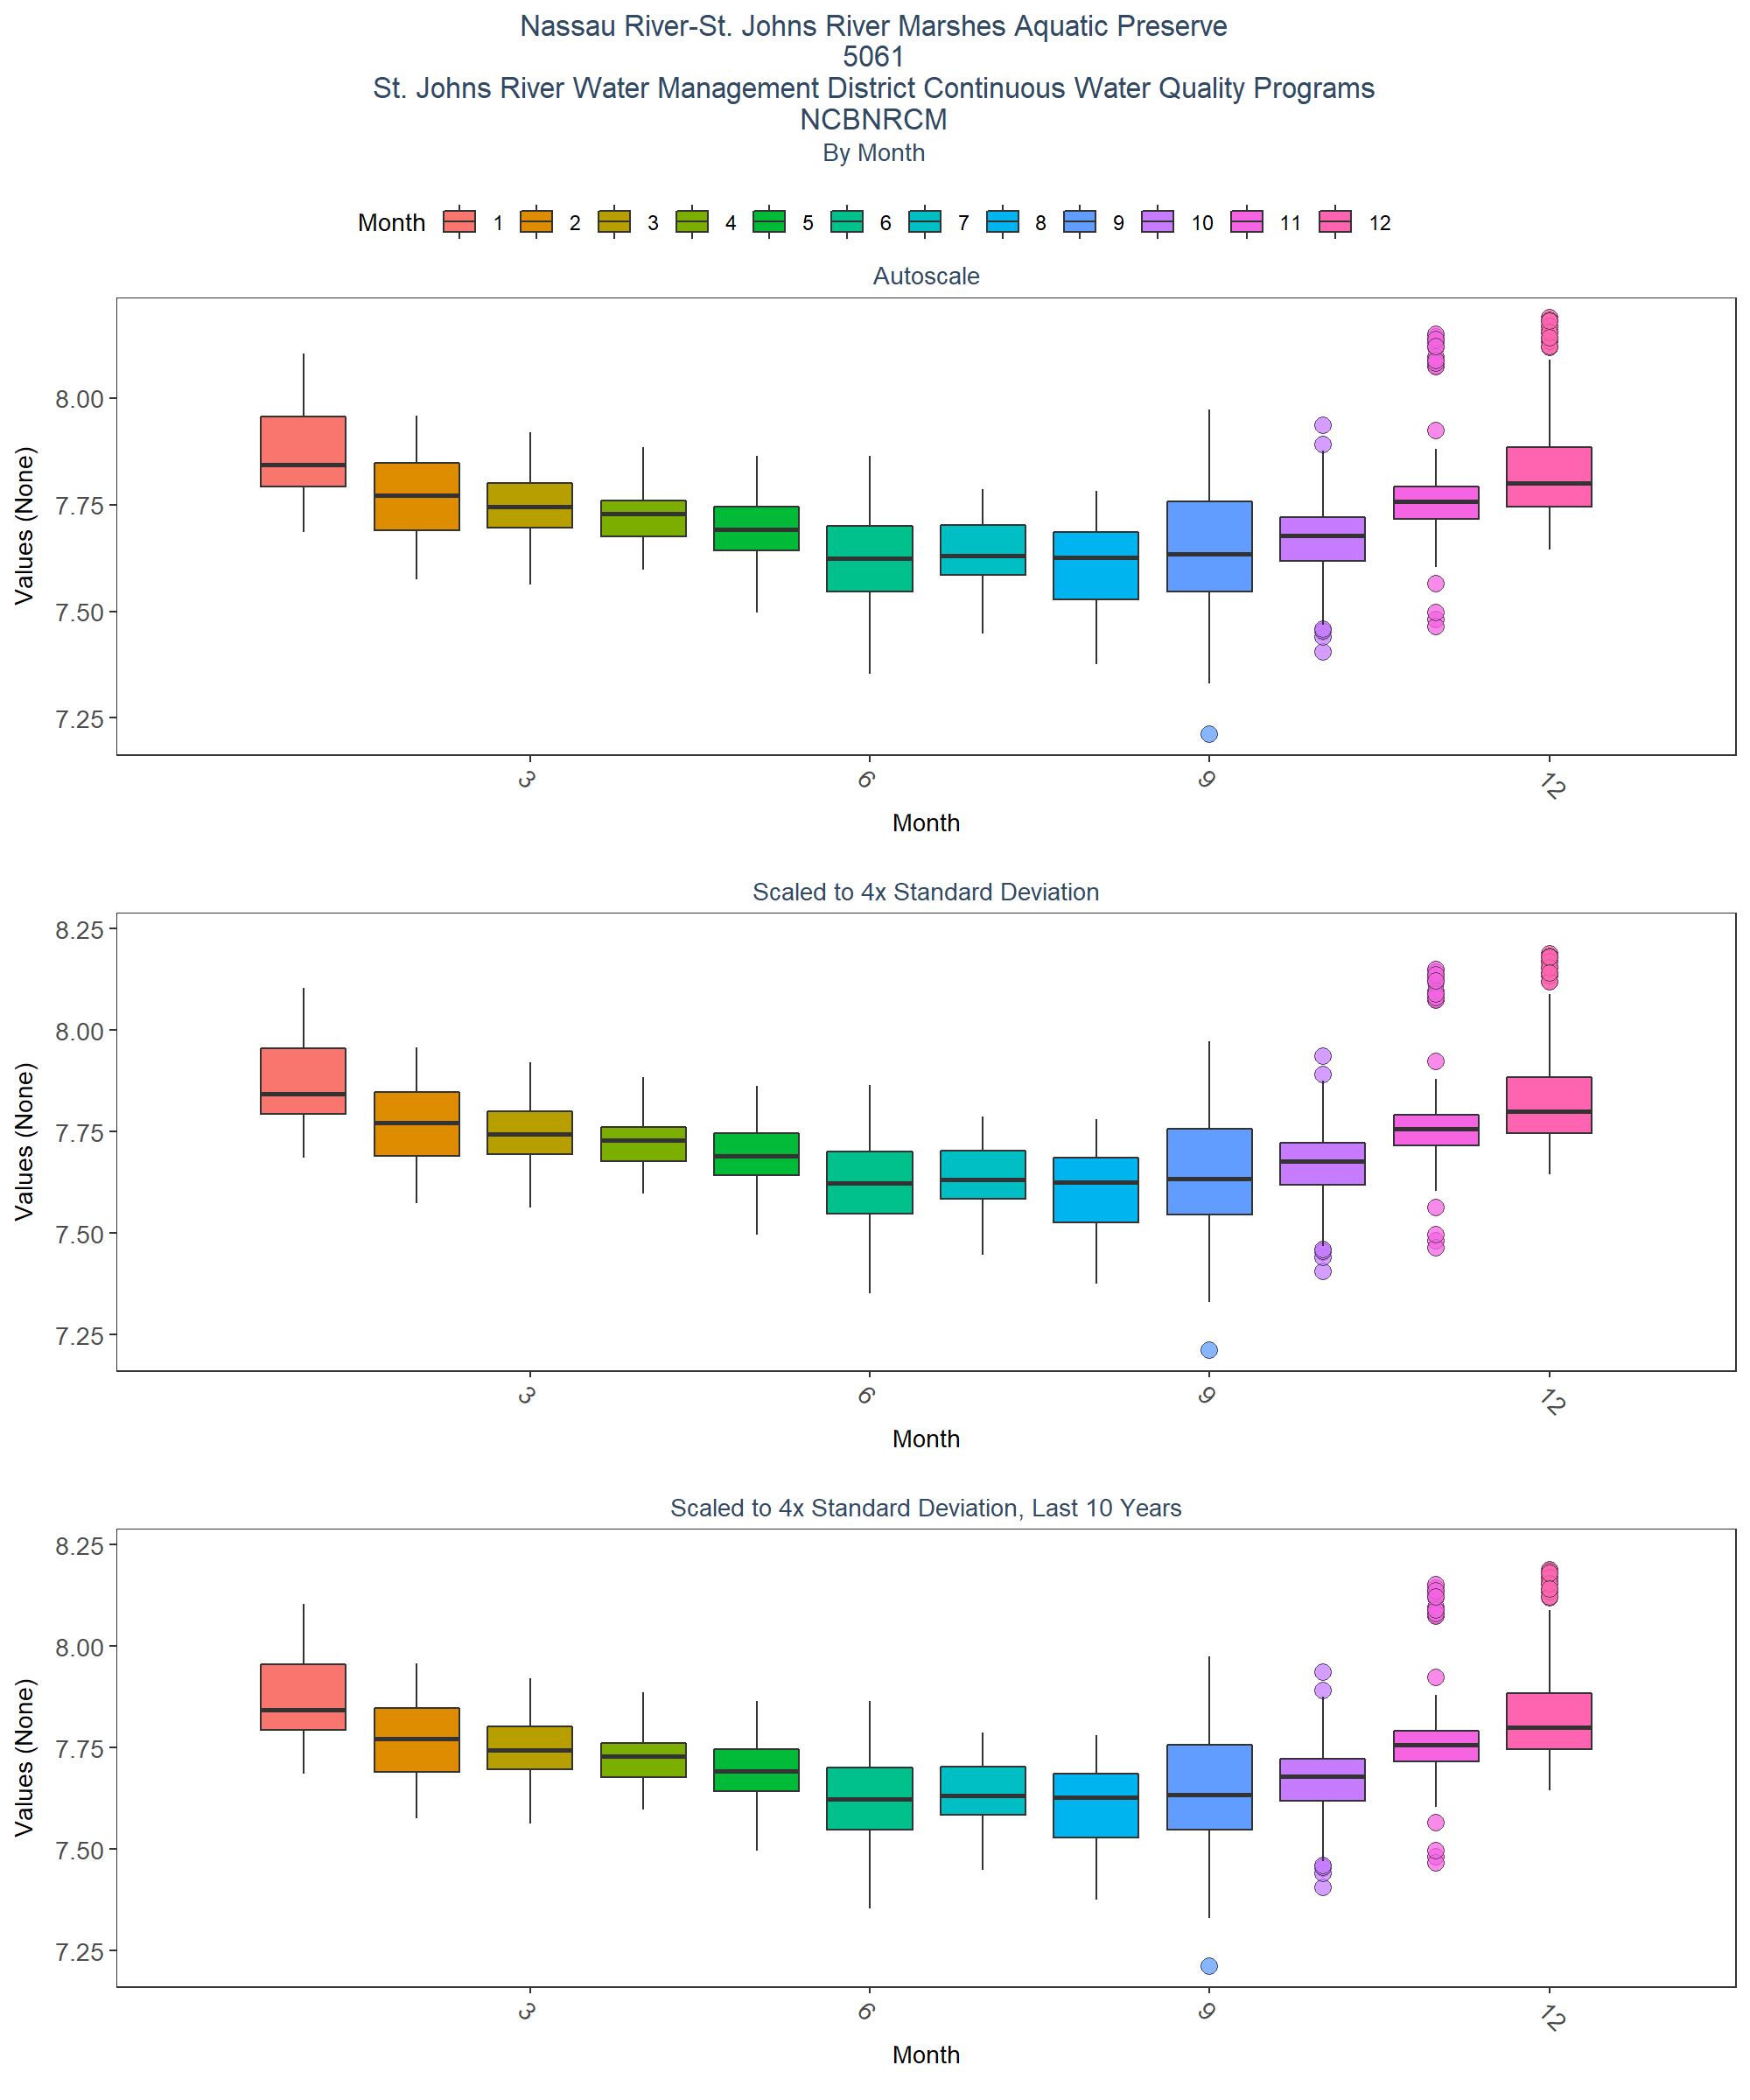 Nassau River-St. Johns River Marshes Aquatic Preserve
5061
St. Johns River Water Management District Continuous Water Quality Programs
NCBNRCM
By Month
Month 1 2 3 4 5 6 7 8 9 10 11 12
Autoscale
Values (None)
8.00
7.75
7.50
7.25
3 6 9 12
Month
Scaled to 4x Standard Deviation
Values (None)
8.25
8.00
7.75
7.50
7.25
3 6 9 12
Month
Scaled to 4x Standard Deviation, Last 10 Years
Values (None)
8.25
8.00
7.75
7.50
7.25
3 6 9 12
Month